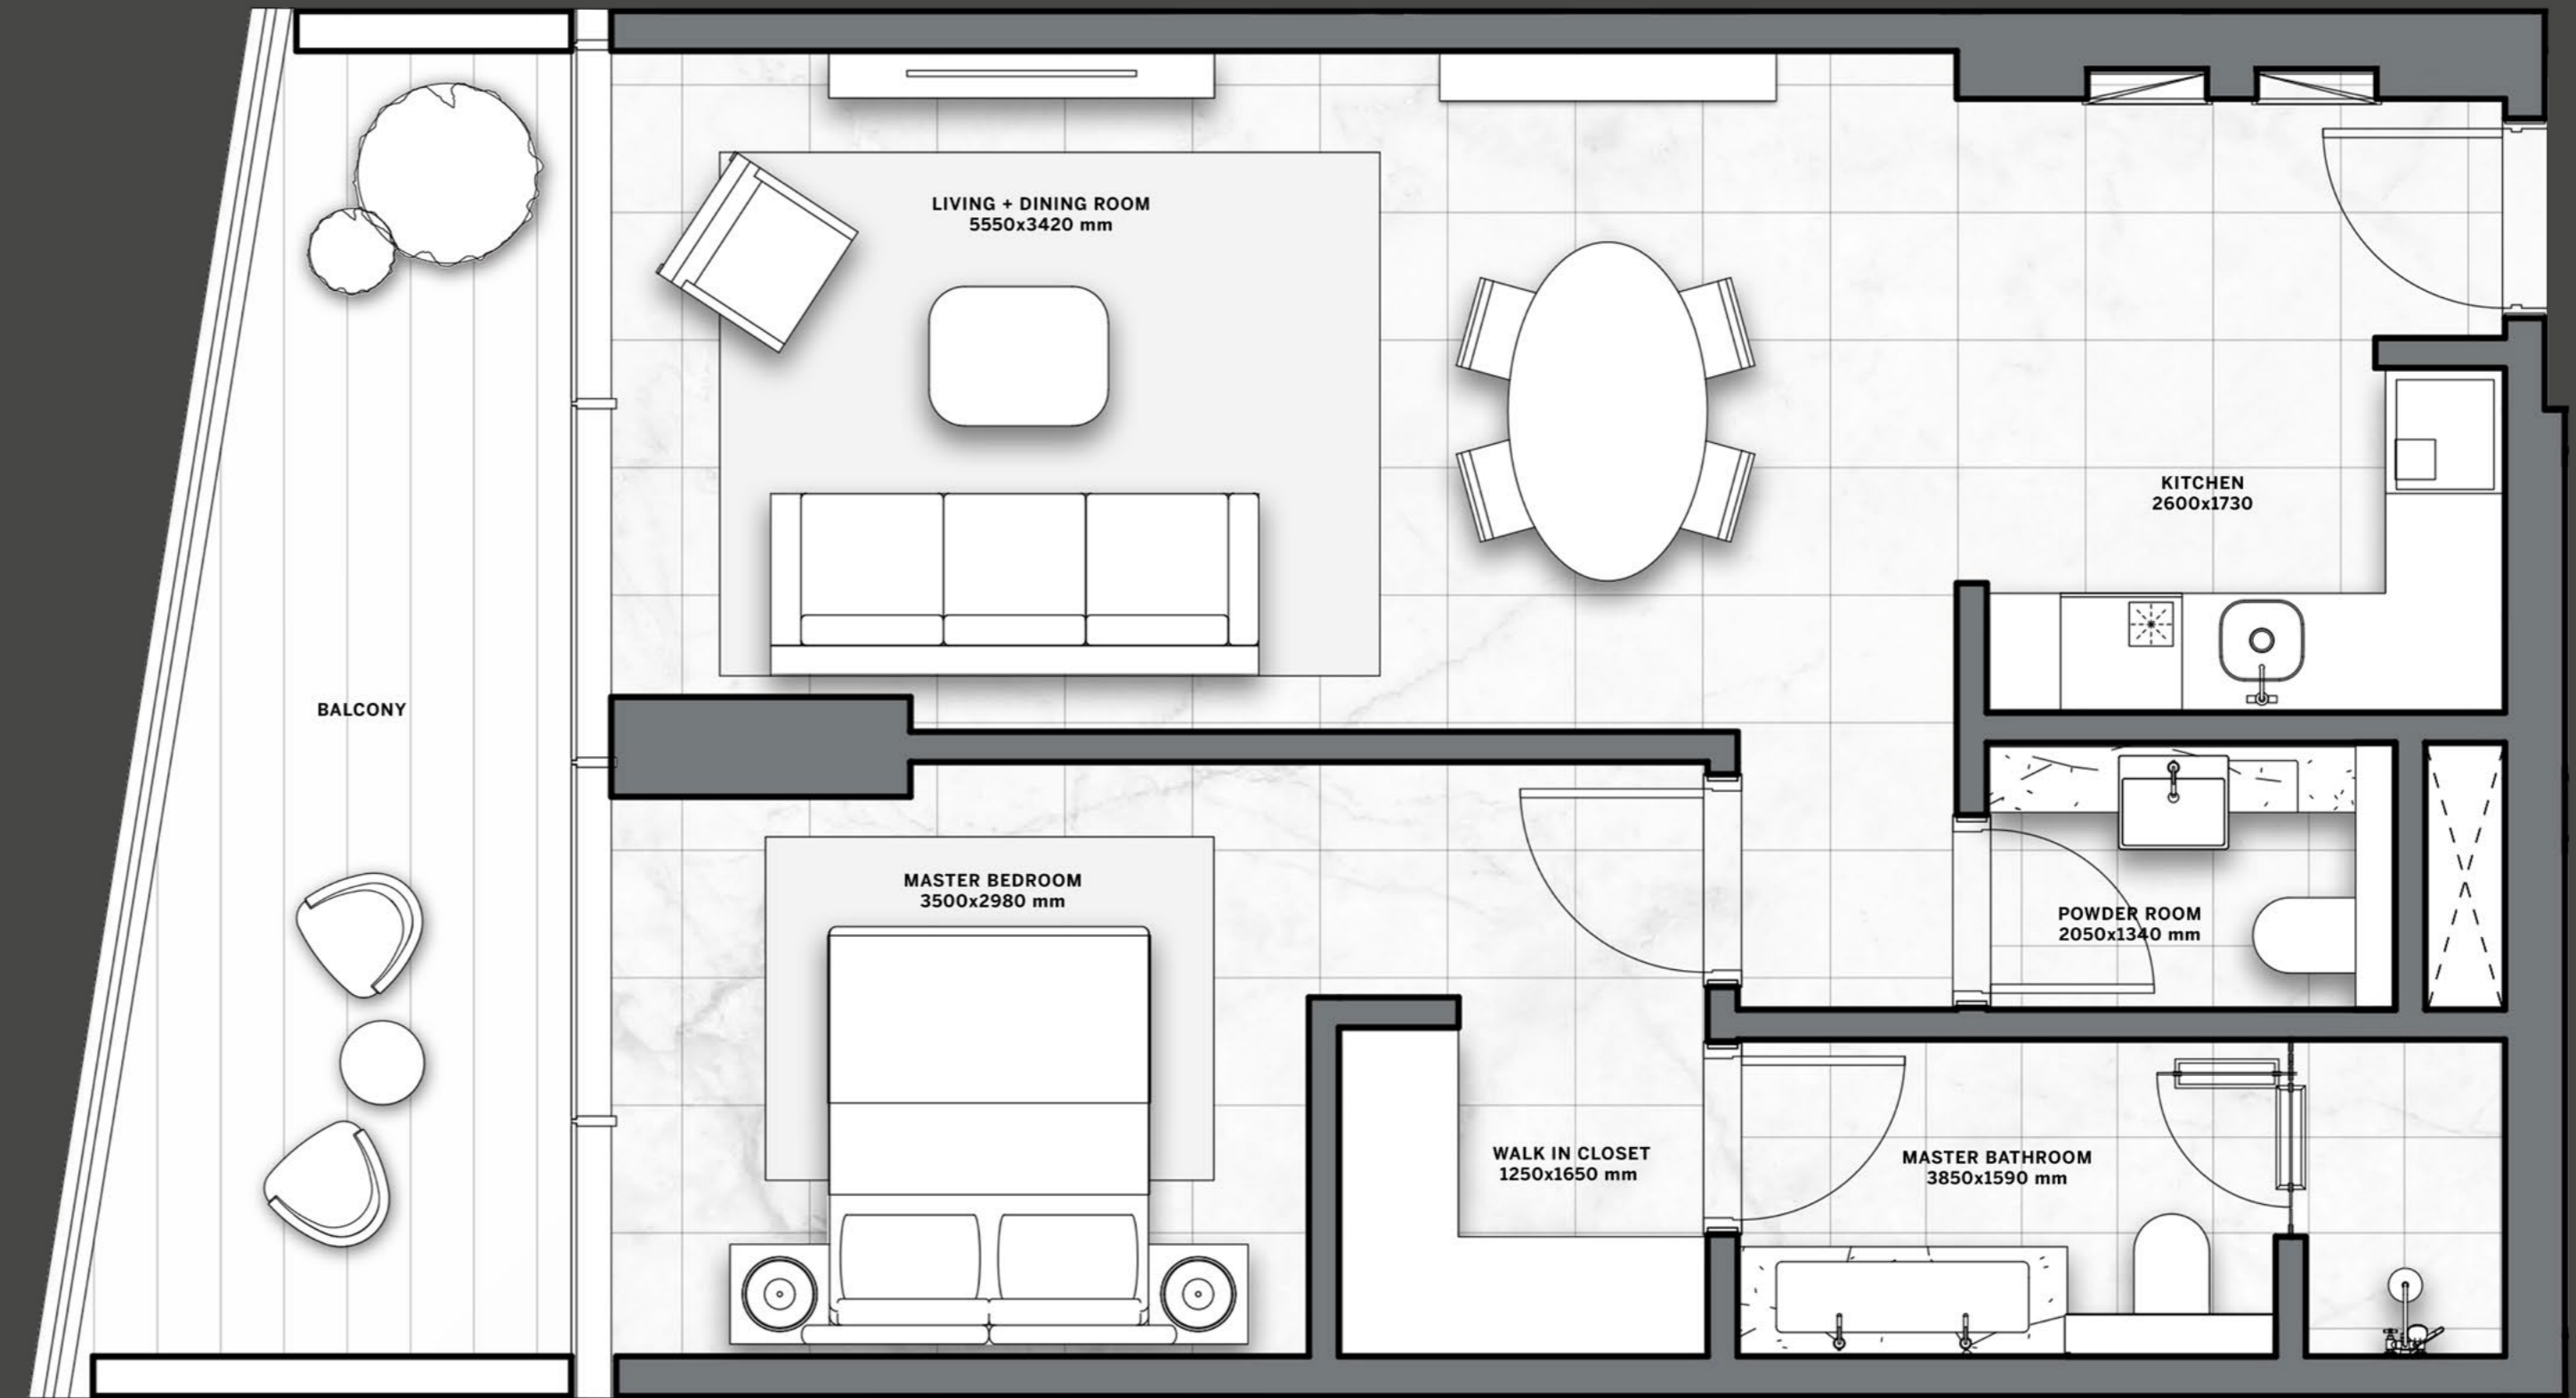 LIVING + DINING ROOM
5550x3420 mm
KITCHEN
2600x1730
BALCONY
MASTER BEDROOM
3500x2980 mm
POWDER ROOM
2050x1340 mm
WALK IN CLOSET
1250x1650 mm
MASTER BATHROOM
3850x1590 mm